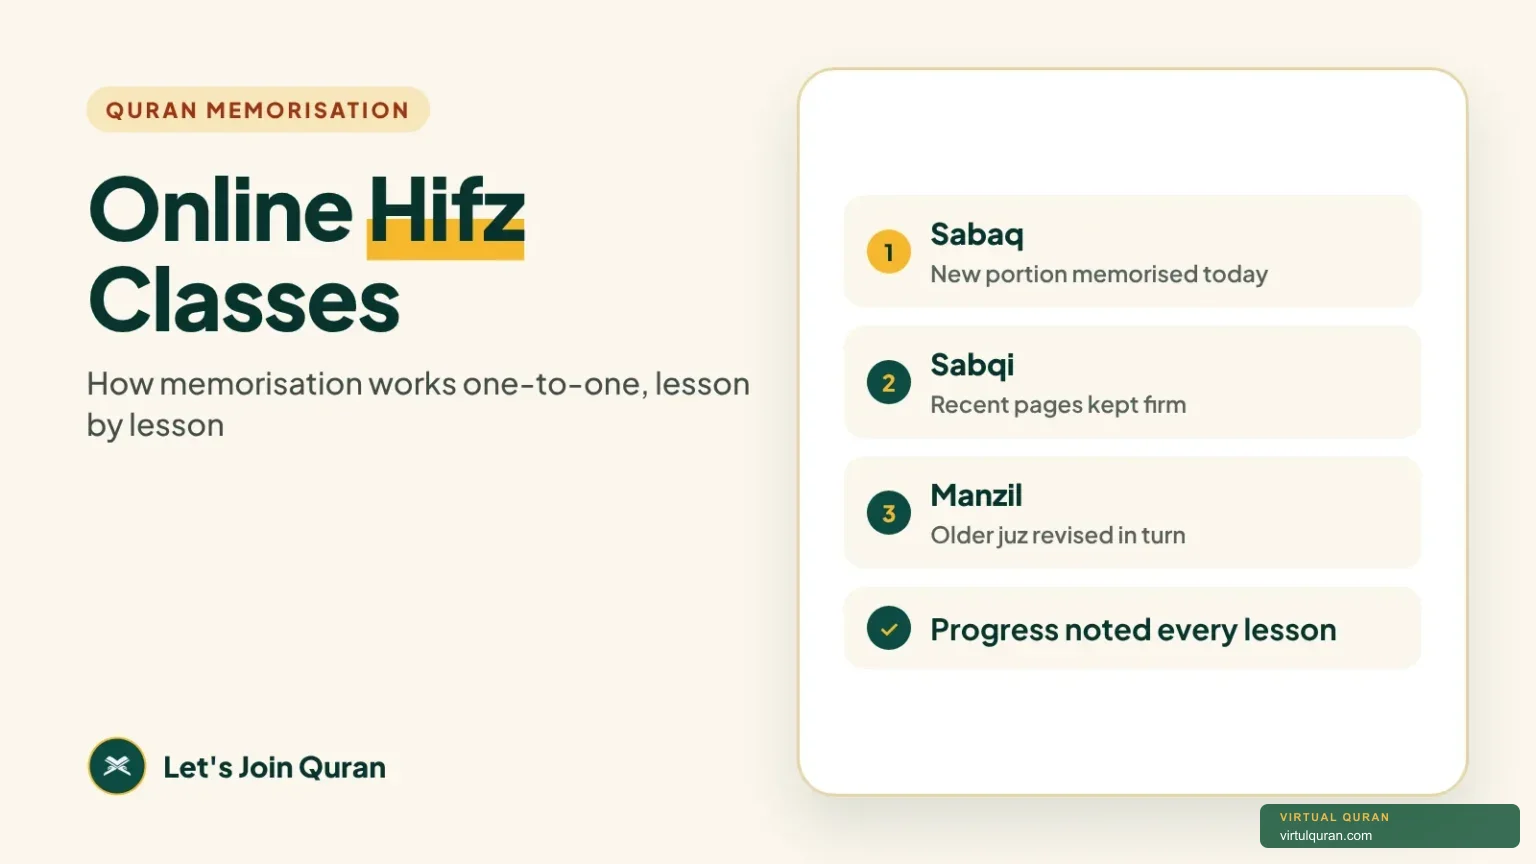 QURAN MEMORISATION
Online Hifz
Classes
How memorisation works one-to-one, lesson
by lesson
Let's Join Quran
1
Sabaq
New portion memorised today
2
Sabqi
Recent pages kept firm
3
Manzil
Older juz revised in turn
Progress noted every lesson
VIRTUAL QURAN
virtulquran.com